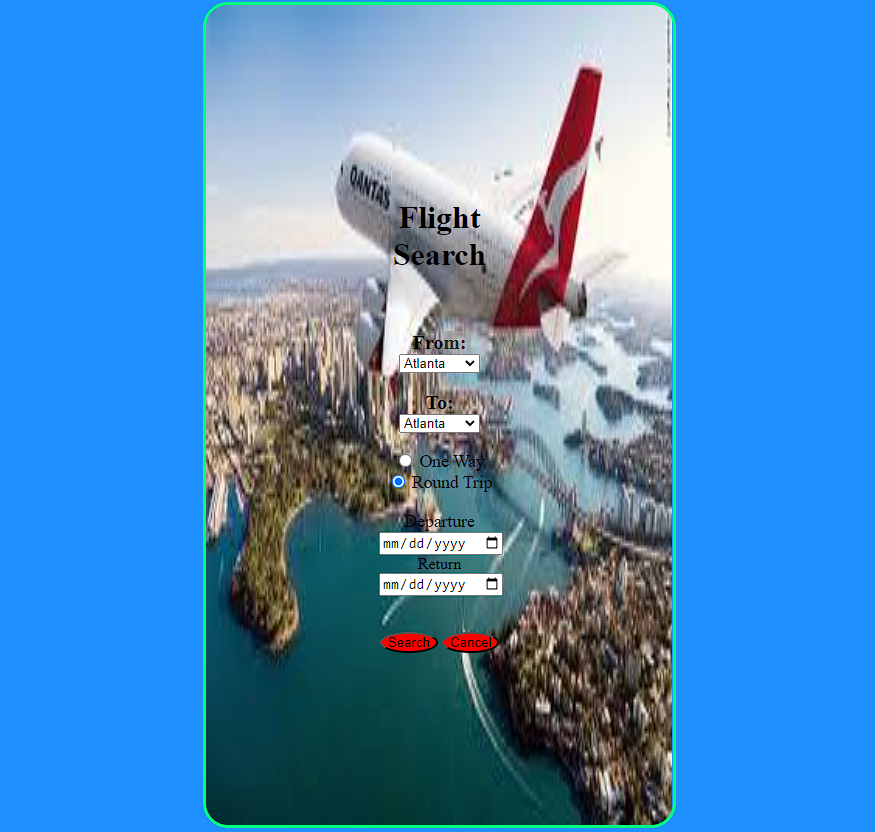 QANTAS
Flight
Search
From:
Atlanta
To:
Atlanta
One Way
Round Trip
Departure
mm/dd/yyyy
Return
mm/dd/yyyy
Search Cancel